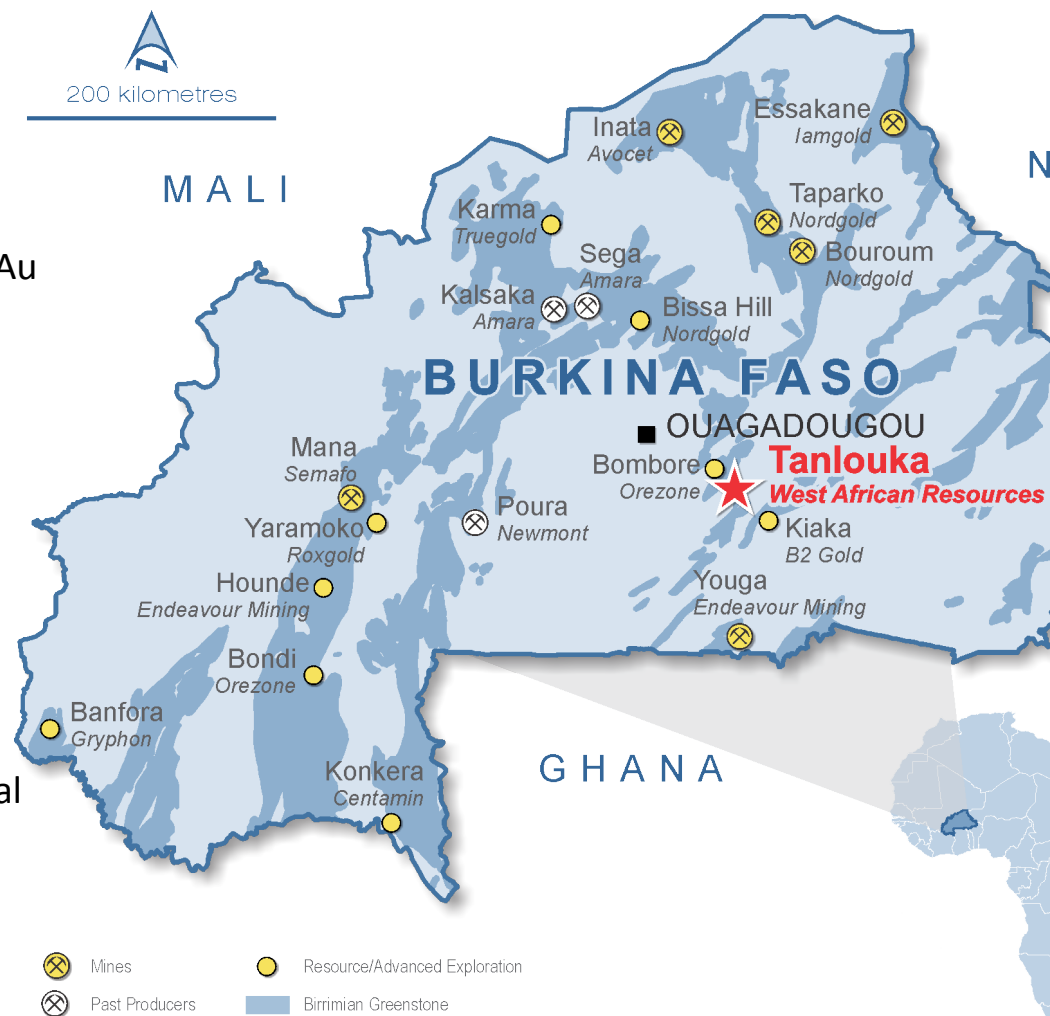 200 kilometres
MALI
N
Au
Inata
Avocet
Essakane
Iamgold
Taparko
Nordgold
Bouroum
Nordgold
Karma
Truegold
Sega
Amara
Kalsaka
Amara
Bissa Hill
Nordgold
BURKINA FASO
OUAGADOUGOU
Bombore
Orezone
Tanlouka
West African Resources
Mana
Semafo
Yaramoko
Roxgold
Poura
Newmont
Kiaka
B2 Gold
Hounde
Endeavour Mining
Youga
Endeavour Mining
Bondi
Orezone
Banfora
Gryphon
GHANA
al
Konkera
Centamin
Mines
Resource/Advanced Exploration
Past Producers
Birrimian Greenstone